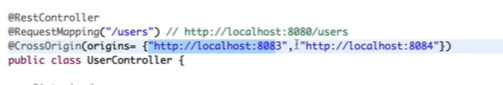 @RestController
@RequestMapping("/users") // http://localhost:8080/users
@CrossOrigin(origins= {"http://localhost:8083", "http://localhost:8084"})
public class UserController {